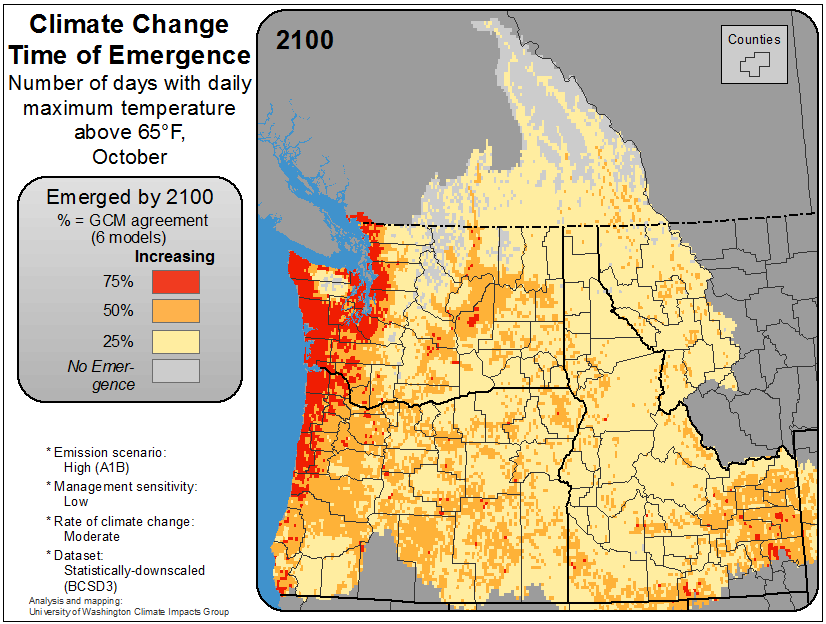 Climate Change
Time of Emergence
Number of days with daily
maximum temperature
above 65°F,
October
Emerged by 2100
% = GCM agreement
(6 models)
Increasing
75%
50%
25%
No Emer-
gence
* Emission scenario:
High (A1B)
* Management sensitivity:
Low
* Rate of climate change:
Moderate
* Dataset:
Statistically-downscaled
(BCSD3)
Analysis and mapping:
University of Washington Climate Impacts Group
2100
Counties